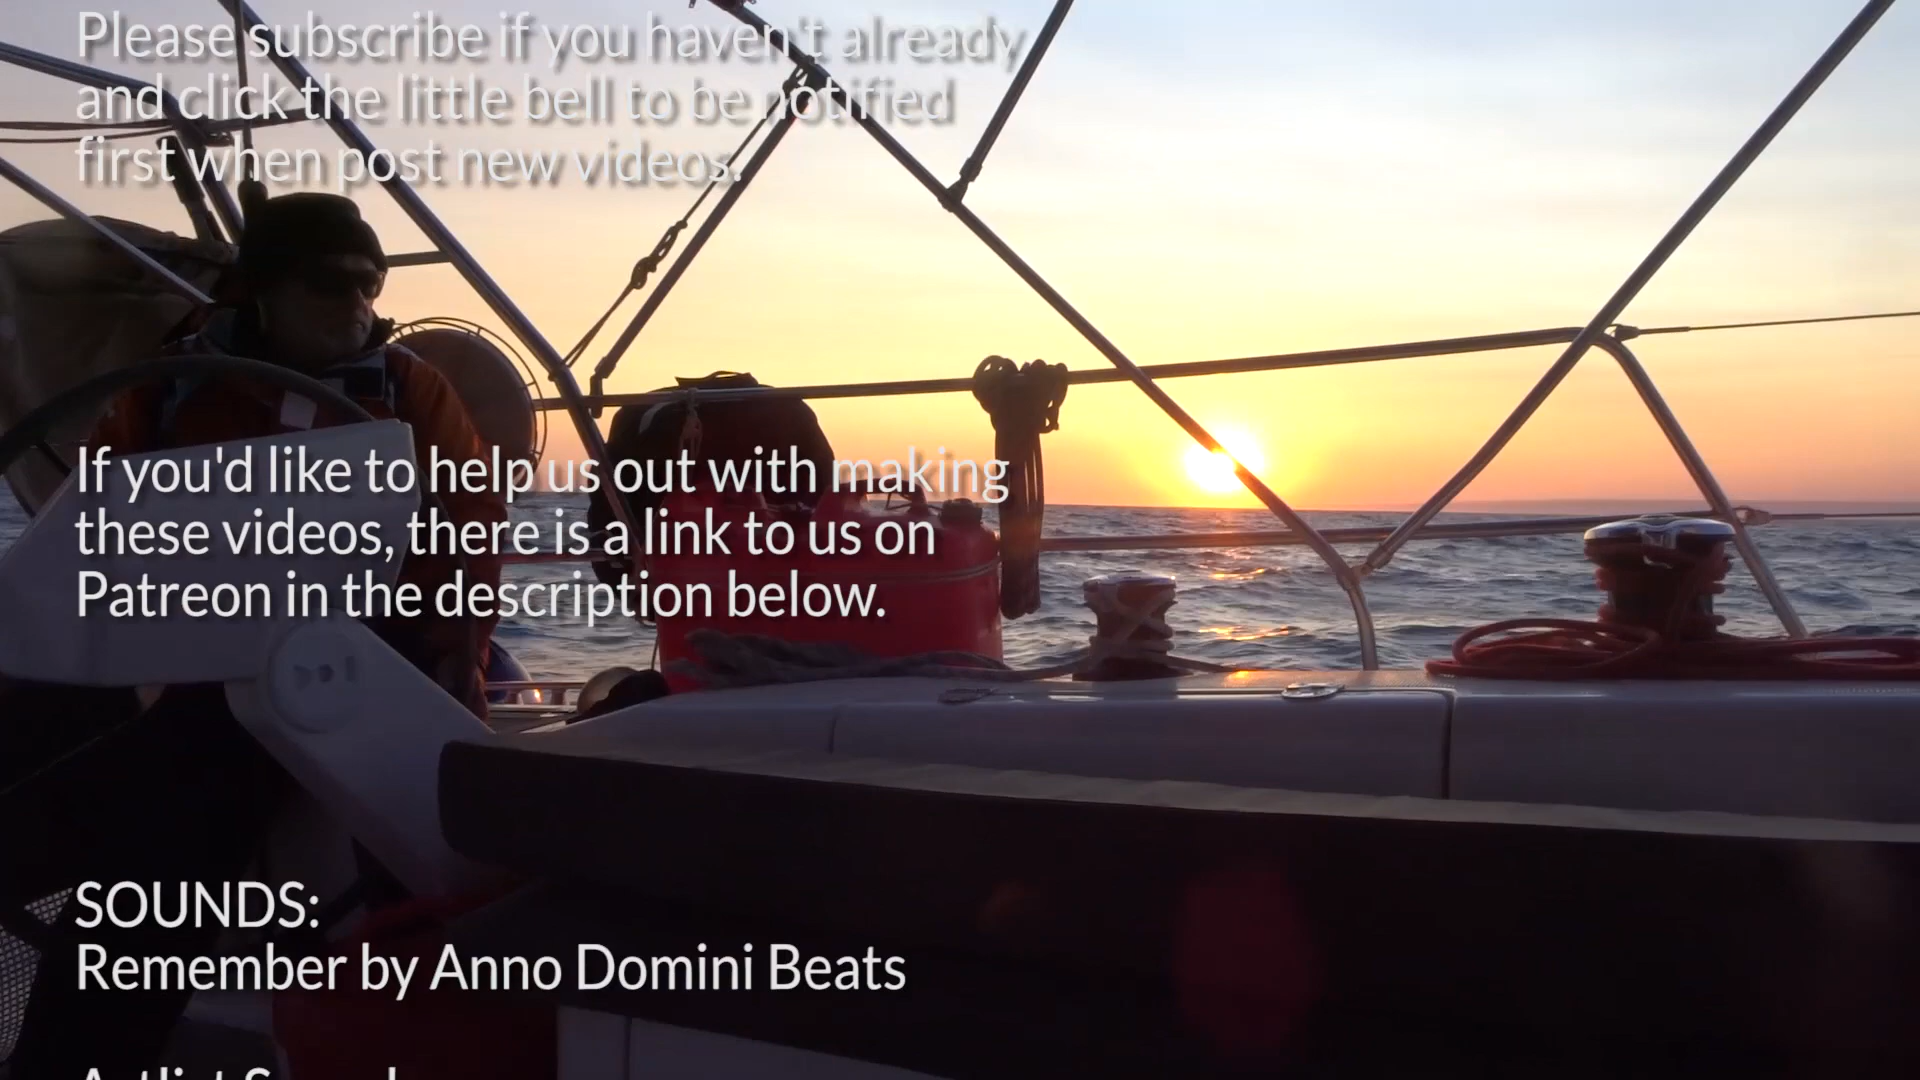 Please subscribe if you haven't already
and click the little bell to be notified
first when post new videos.
If you'd like to help us out with making
these videos, there is a link to us on
Patreon in the description below.
SOUNDS:
Remember by Anno Domini Beats